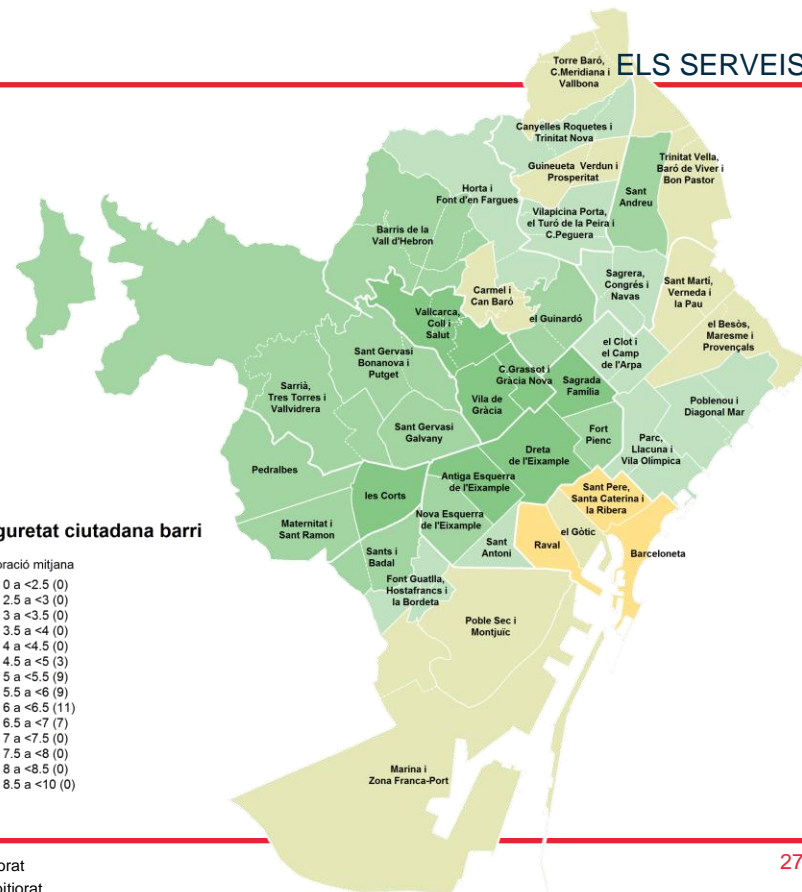 ELS SERVEIS
Torre Baró,
C.Meridiana i
Vallbona
Canyelles Roquetes i
Trinitat Nova
Guineueta Verdun i
Prosperitat
Trinitat Vella,
Baró de Viver i
Bon Pastor
Sant
Andreu
Horta i
Font d'en Fargues
Vilapicina Porta,
el Turó de la Peira i
C.Peguera
Barris de la
Vall d'Hebron
Sagrera,
Congrés i
Navas
Sant Martí,
Verneda i
la Pau
Carmel i
Can Baró
Vallcarca,
Coll i
Salut
el Guinardó
el Besòs,
Maresme i
Provençals
el Clot i
el Camp
de l'Arpa
Sant Gervasi
Bonanova i
Putget
C.Grassot i
Gràcia Nova
Sagrada
Família
Sarrià,
Tres Torres i
Vallvidrera
Vila de
Gràcia
Poblenou i
Diagonal Mar
Sant Gervasi
Galvany
Fort
Pienc
Parc,
Llacuna i
Vila Olímpica
Dreta
de l'Eixample
Pedralbes
Antiga Esquerra
de l'Eixample
les Corts
Sant Pere,
Santa Caterina i
la Ribera
Nova Esquerra
de l'Eixample
Maternitat i
Sant Ramon
el Gòtic
Sant
Antoni
Raval
Barceloneta
Sants i
Badal
Font Guatlla,
Hostafrancs i
la Bordeta
Poble Sec i
Montjuïc
Marina i
Zona Franca-Port
guretat ciutadana barri
oració mitjana
0 a <2.5 (0)
2.5 a <3 (0)
3 a <3.5 (0)
3.5 a <4 (0)
4 a <4.5 (0)
4.5 a <5 (3)
5 a <5.5 (9)
5.5 a <6 (9)
6 a <6.5 (11)
6.5 a <7 (7)
7 a <7.5 (0)
7.5 a <8 (0)
8 a <8.5 (0)
8.5 a <10 (0)
orat
27